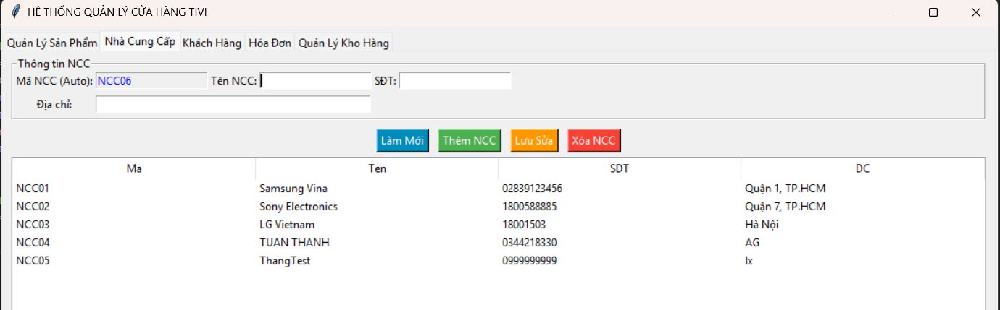 HỆ THỐNG QUẢN LÝ CỬA HÀNG TIVI
Quản Lý Sản Phẩm Nhà Cung Cấp Khách Hàng Hóa Đơn Quản Lý Kho Hàng
Thông tin NCC
Mã NCC (Auto): NCC06 Tên NCC: SĐT:
Địa chỉ:
Làm Mới Thêm NCC Lưu Sửa Xóa NCC
Ma Ten SDT DC
NCC01 Samsung Vina 02839123456 Quận 1, TP.HCM
NCC02 Sony Electronics 1800588885 Quận 7, TP.HCM
NCC03 LG Vietnam 18001503 Hà Nội
NCC04 TUAN THANH 0344218330 AG
NCC05 ThangTest 0999999999 lx